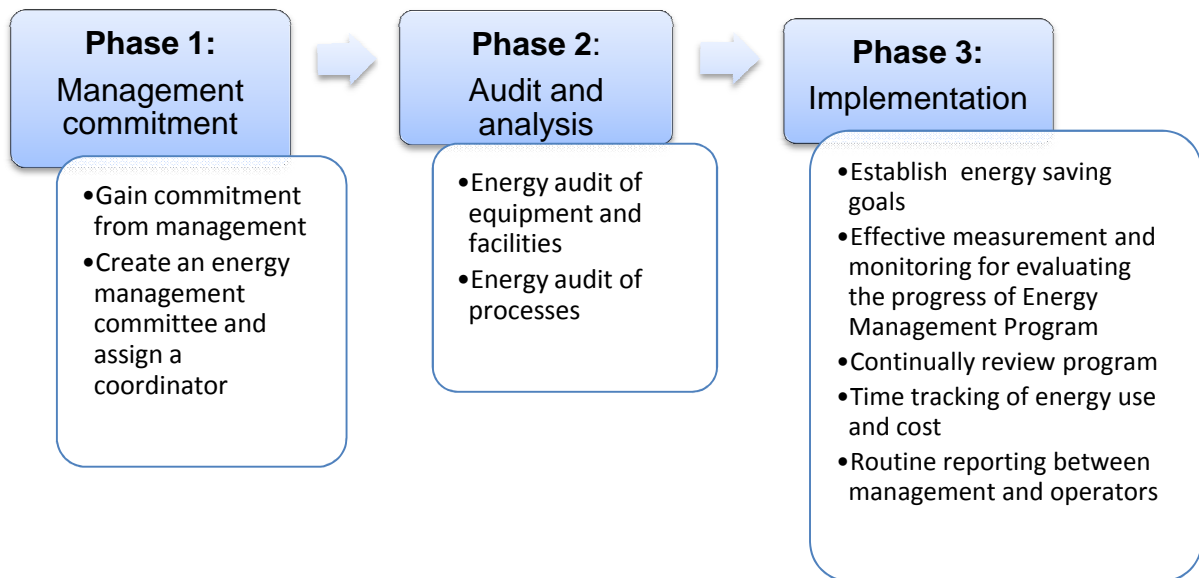 Phase 1:
Management
commitment
•Gain commitment
from management
•Create an energy
management
committee and
assign a
coordinator
Phase 2:
Audit and
analysis
•Energy audit of
equipment and
facilities
•Energy audit of
processes
Phase 3:
Implementation
•Establish energy saving
goals
•Effective measurement and
monitoring for evaluating
the progress of Energy
Management Program
•Continually review program
•Time tracking of energy use
and cost
•Routine reporting between
management and operators